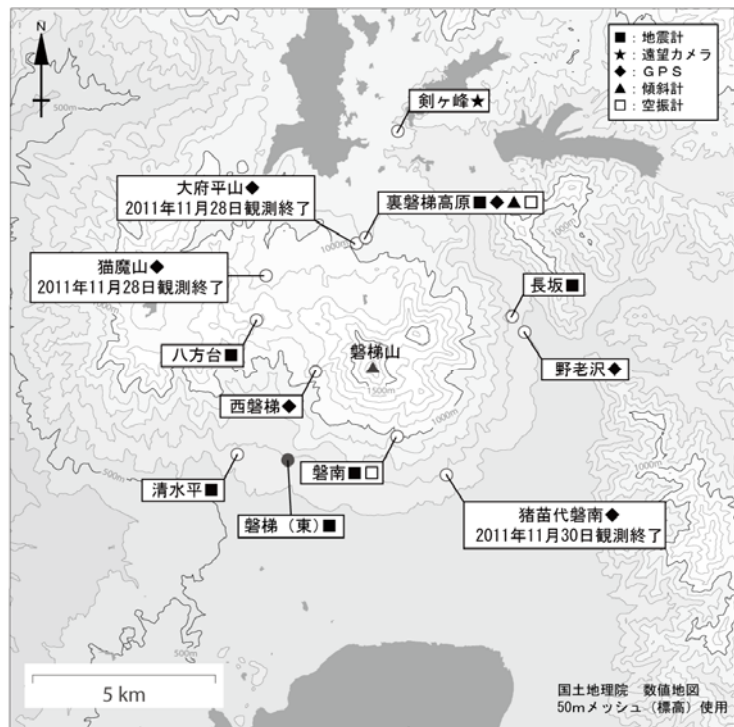 N
■：地震計
★：遠望カメラ
◆：ＧＰＳ
▲：傾斜計
□：空振計
500m
剣ヶ峰★
大府平山◆
2011年11月28日観測終了
裏磐梯高原■◆▲□
1000m
猫魔山◆
2011年11月28日観測終了
長坂■
八方台■
磐梯山
野老沢◆
1500m
西磐梯◆
1000m
500m
磐南■□
1000m
清水平■
磐梯（東）■
猪苗代磐南◆
2011年11月30日観測終了
500m
5 km
国土地理院　数値地図
50mメッシュ（標高）使用